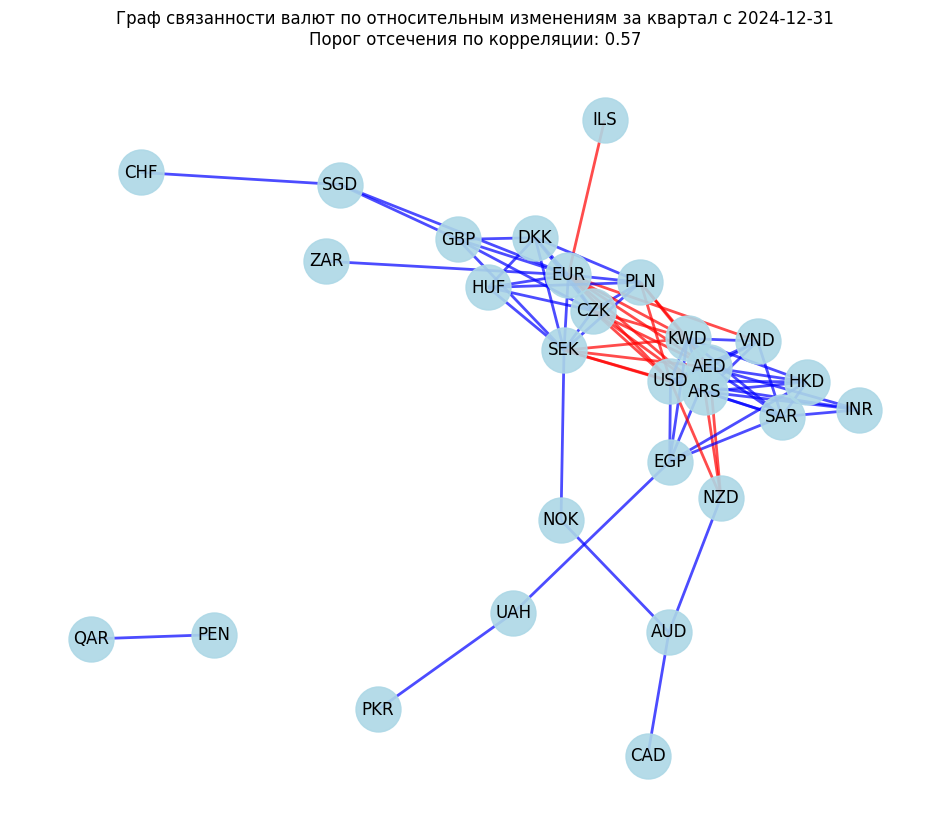 Граф связанности валют по относительным изменениям за квартал с 2024-12-31
Порог отсечения по корреляции: 0.57
ILS
CHF
SGD
GBP
DKK
ZAR
EUR
HUF
PLN
CZK
KWD
VND
SEK
AED
USD
HKD
ARS
INR
SAR
EGP
NZD
NOK
UAH
AUD
QAR
PEN
PKR
CAD